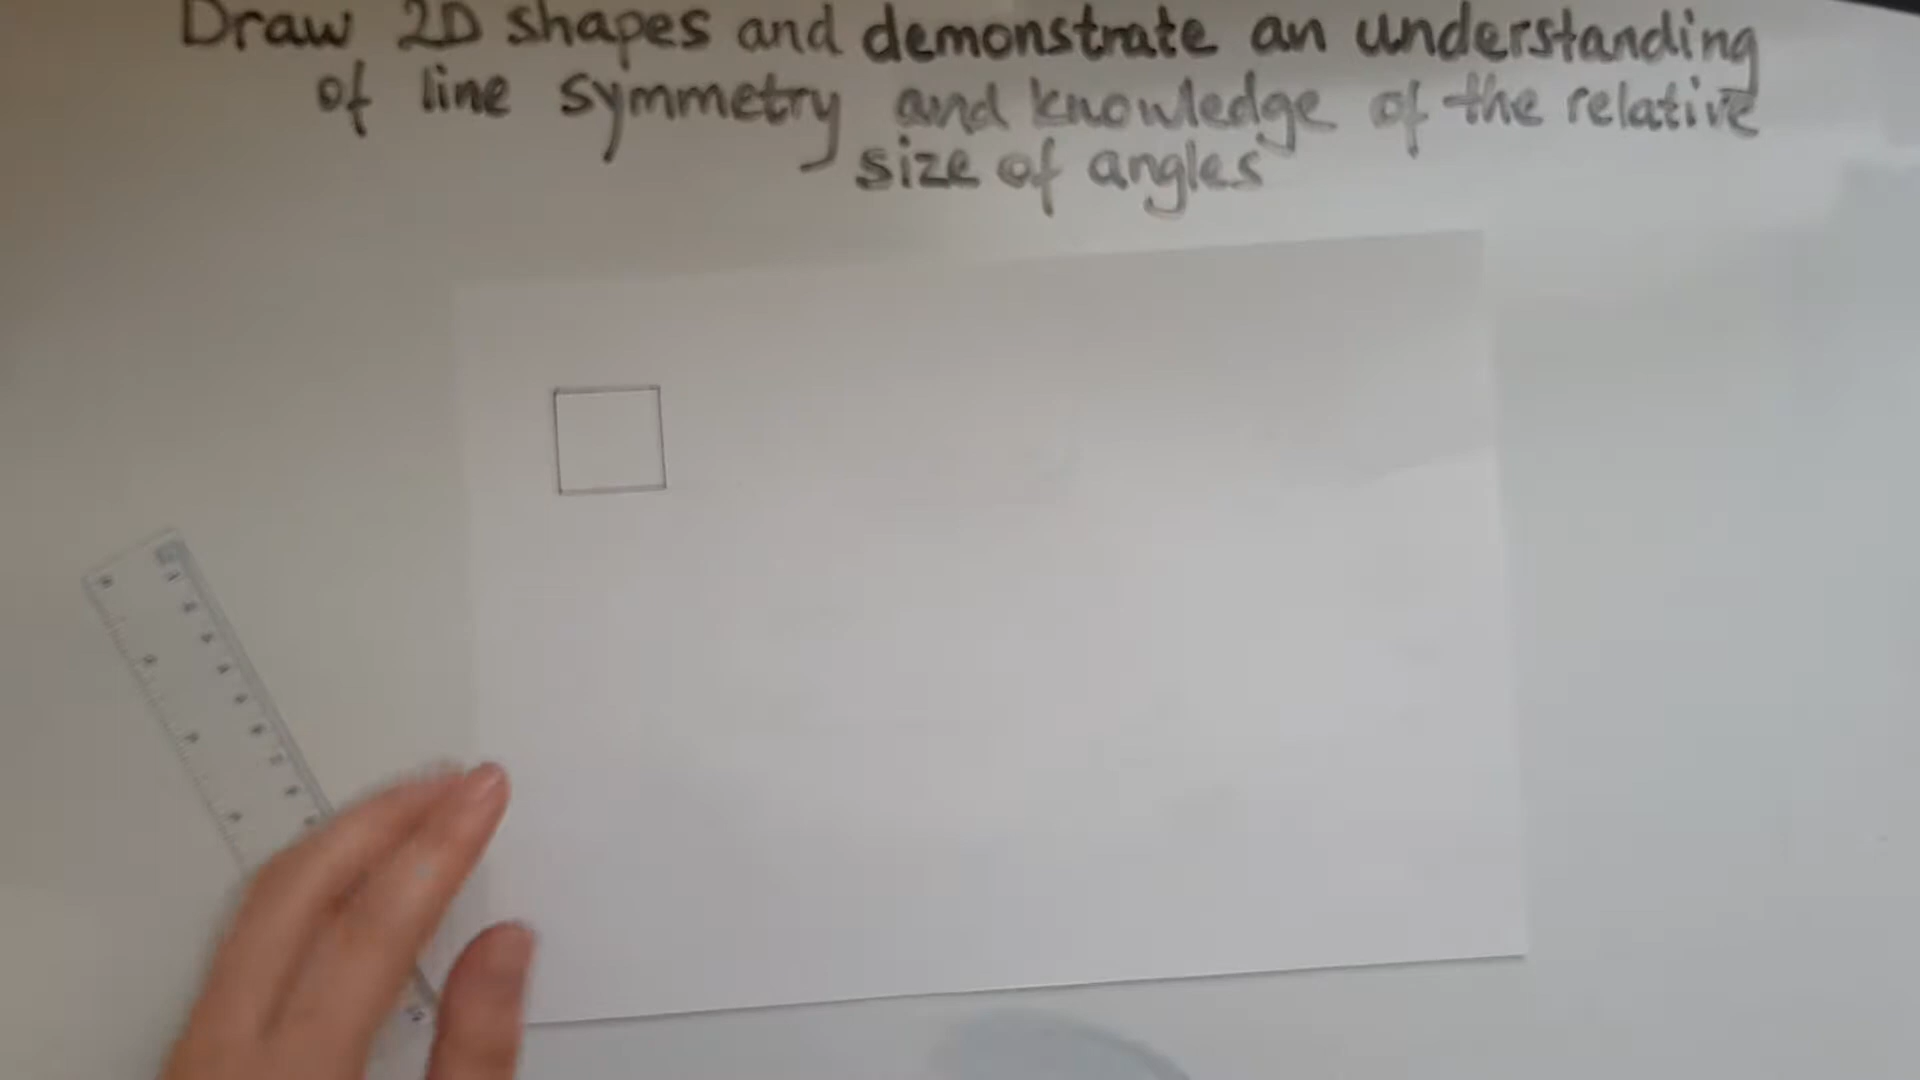 Draw 2D shapes and demonstrate an understanding
of line symmetry and knowledge of the relative
size of angles